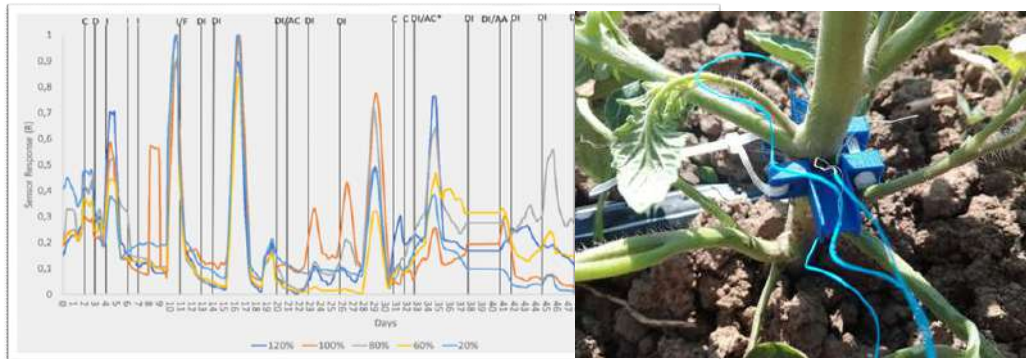 C D I I I I/F DI DI DI/AC DI DI C C DI/AC* DI DI/AA DI DI
1
0,9
0,8
0,7
0,6
0,5
0,4
0,3
0,2
0,1
0
Sensor Response (R)
0 1 2 3 4 5 6 7 8 9 10 11 13 14 15 16 17 18 19 20 21 22 23 24 25 26 27 28 29 30 31 32 33 34 35 36 37 38 39 40 41 42 43 44 45 46 47
Days
120% 100% 80% 60% 20%